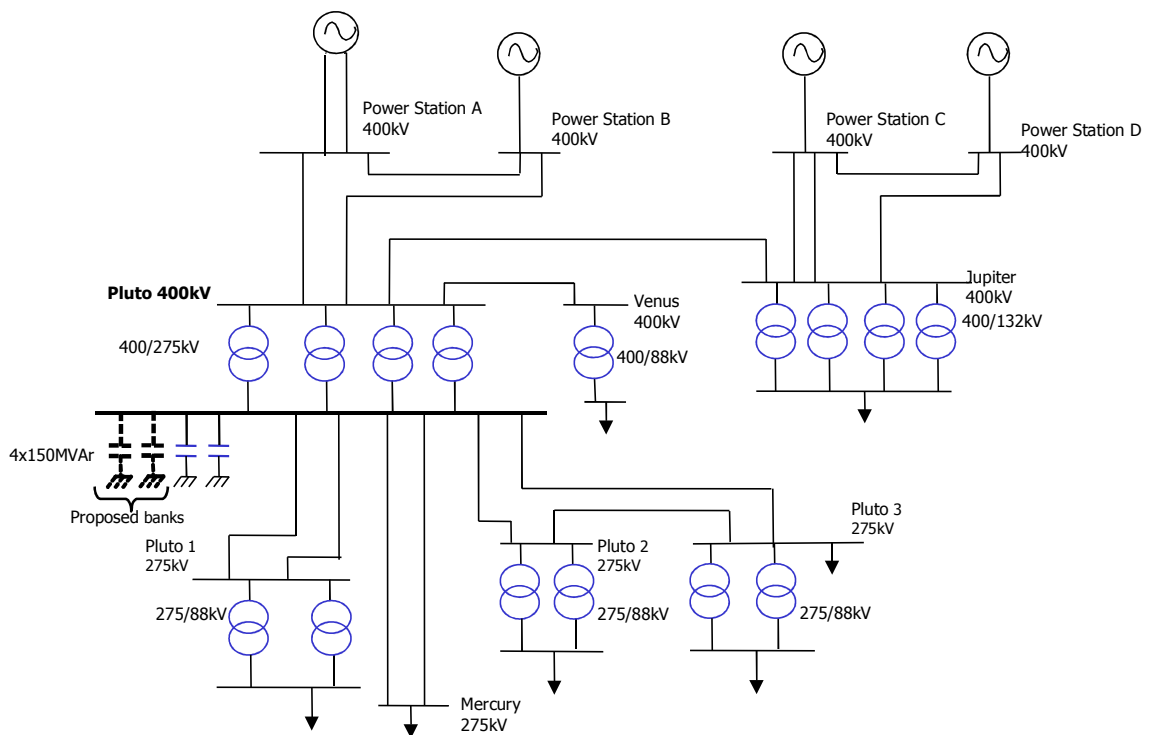 Power Station A
400kV
Power Station B
400kV
Power Station C
400kV
Power Station D
400kV
Pluto 400kV
Venus
400kV
Jupiter
400kV
400/275kV
400/88kV
400/132kV
4x150MVAr
Proposed banks
Pluto 1
275kV
Pluto 2
275kV
Pluto 3
275kV
275/88kV
275/88kV
275/88kV
Mercury
275kV